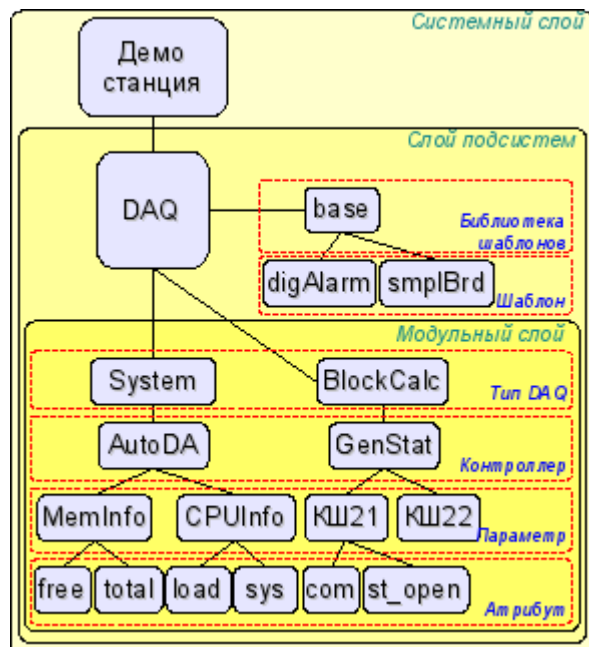 Системный слой
Демо
станция
Слой подсистем
DAQ
base
Библиотека
шаблонов
digAlarm
smplBrd
Шаблон
Модульный слой
System
BlockCalc
Тип DAQ
AutoDA
GenStat
Контроллер
MemInfo
CPUInfo
КШ21
КШ22
Параметр
free
total
load
sys
com
st_open
Атрибут